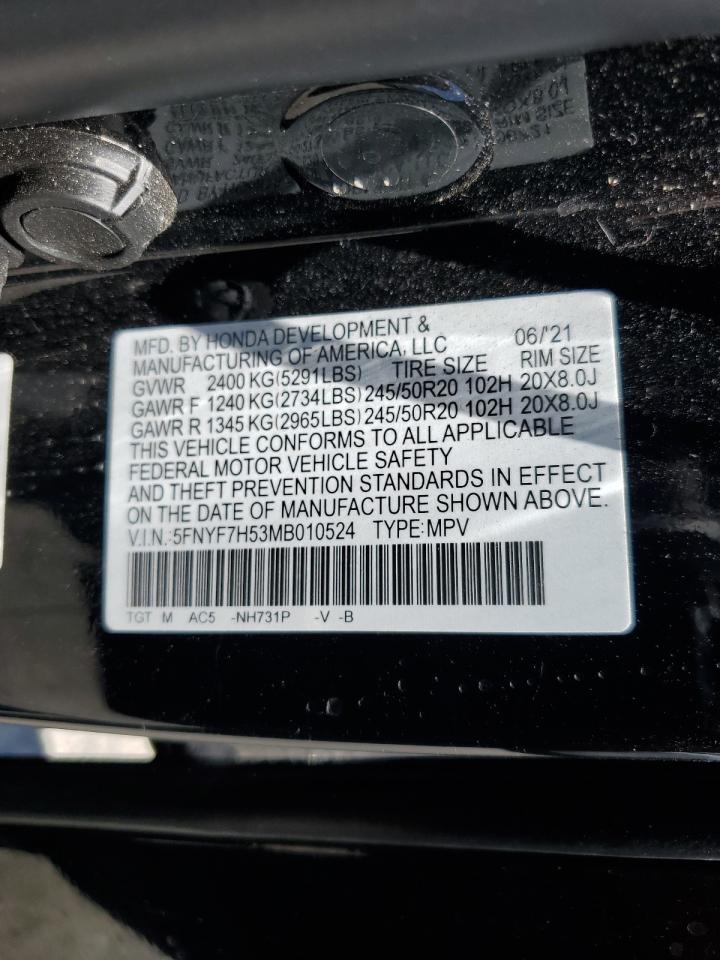 MFD. BY HONDA DEVELOPMENT &
MANUFACTURING OF AMERICA, LLC 06/'21
GVWR 2400 KG(5291LBS) TIRE SIZE RIM SIZE
GAWR F 1240 KG(2734LBS) 245/50R20 102H 20X8.0J
GAWR R 1345 KG(2965LBS) 245/50R20 102H 20X8.0J
THIS VEHICLE CONFORMS TO ALL APPLICABLE
FEDERAL MOTOR VEHICLE SAFETY
AND THEFT PREVENTION STANDARDS IN EFFECT
ON THE DATE OF MANUFACTURE SHOWN ABOVE.
V.I.N.:5FNYF7H53MB010524 TYPE:MPV
TGT M AC5 -NH731P -V -B